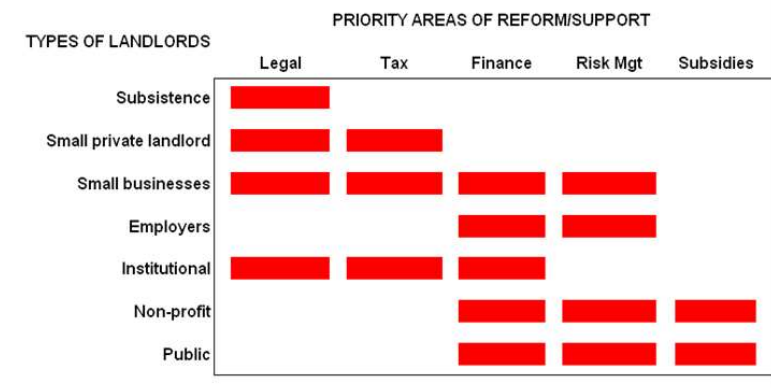 PRIORITY AREAS OF REFORM/SUPPORT
TYPES OF LANDLORDS
Legal Tax Finance Risk Mgt Subsidies
Subsistence
Small private landlord
Small businesses
Employers
Institutional
Non-profit
Public